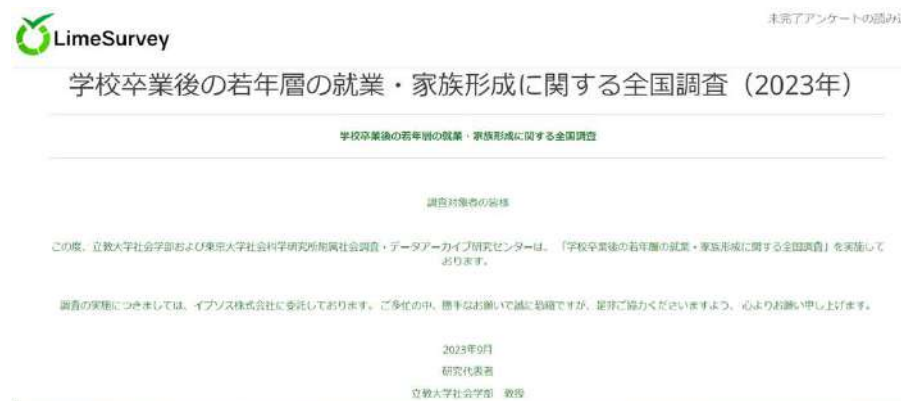 未完了アンケートの読み込
LimeSurvey
学校卒業後の若年層の就業・家族形成に関する全国調査（2023年）
学校卒業後の若年層の就業・家族形成に関する全国調査
調査対象者の皆様
この度、立教大学社会学部および東京大学社会科学研究所附属社会調査・データアーカイブ研究センターは、「学校卒業後の若年層の就業・家族形成に関する全国調査」を実施して
おります。
調査の実施につきましては、イプソス株式会社に委託しております。ご多忙の中、勝手なお願いで誠に恐縮ですが、是非ご協力くださいますよう、心よりお願い申し上げます。
2023年9月
研究代表者
立教大学社会学部　教授